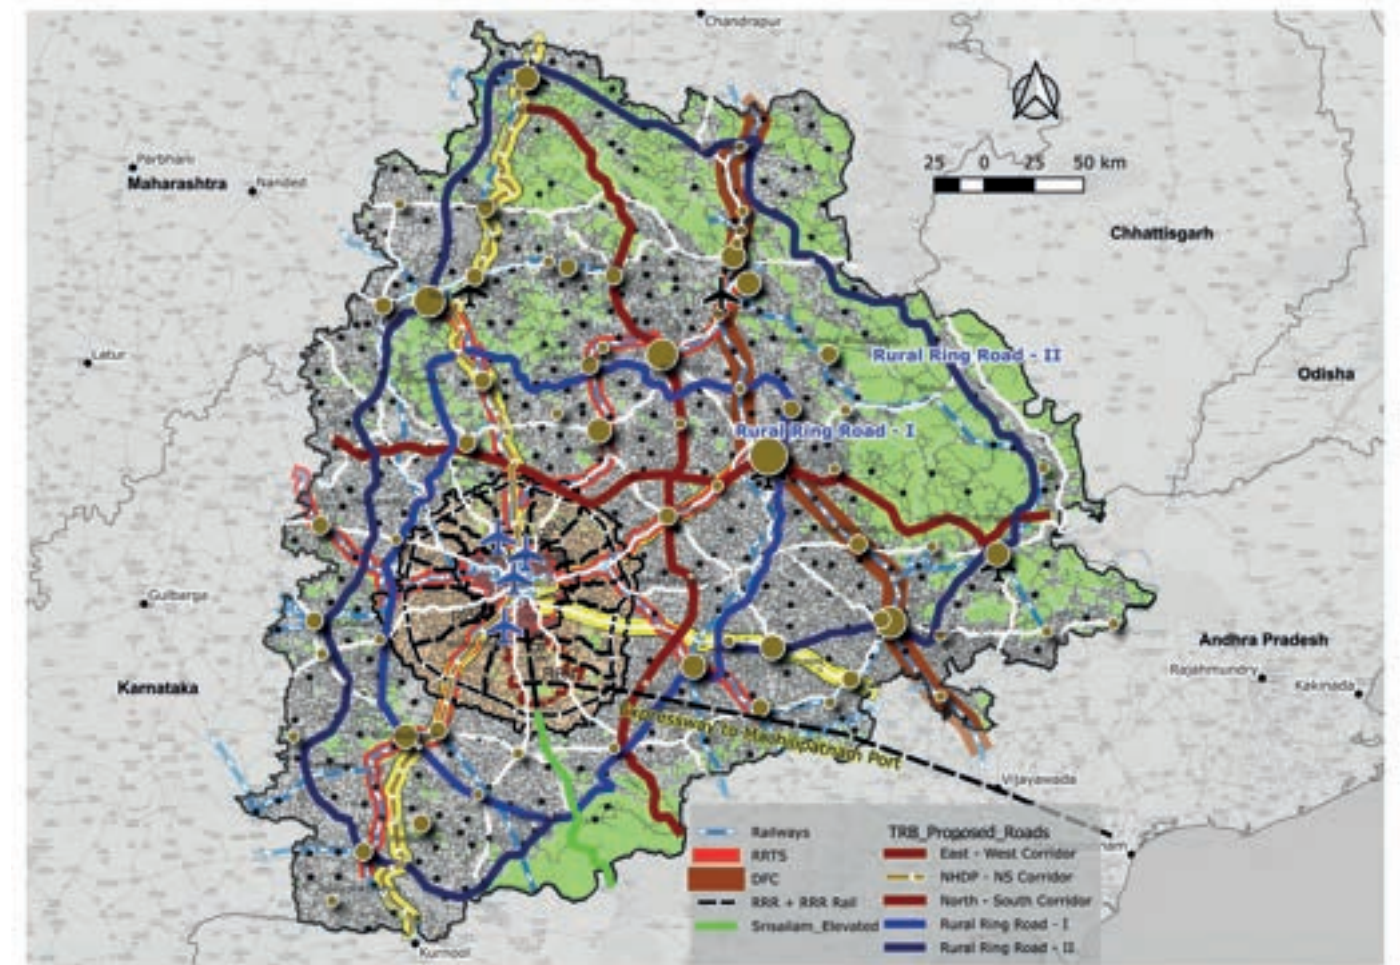 Chandrapur
25 0 25 50 km
Parbhani
Maharashtra
Nanded
Chhattisgarh
Latur
Rural Ring Road - II
Odisha
Rural Ring Road - I
Gulbarga
Andhra Pradesh
Rajahmundry
Karnataka
Kakinada
Expressway to Machilipatnam Port
Vijayawada
nam
Railways
RRTS
DFC
RRR + RRR Rail
Srisailam_Elevated
TRB_Proposed_Roads
East - West Corridor
NHDP - NS Corridor
North - South Corridor
Rural Ring Road - I
Rural Ring Road - II
Kurnool